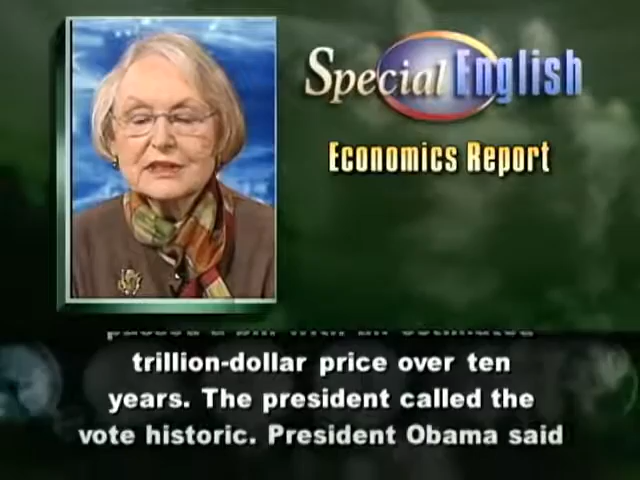 Special English
Economics Report
trillion-dollar price over ten
years. The president called the
vote historic. President Obama said